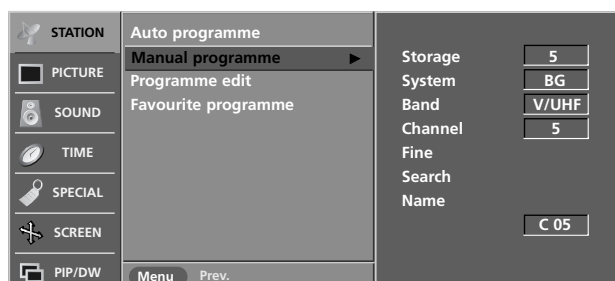 STATION
PICTURE
SOUND
TIME
SPECIAL
SCREEN
PIP/DW
Auto programme
Manual programme ►
Programme edit
Favourite programme
Menu Prev.
Storage 5
System BG
Band V/UHF
Channel 5
Fine
Search
Name
C 05